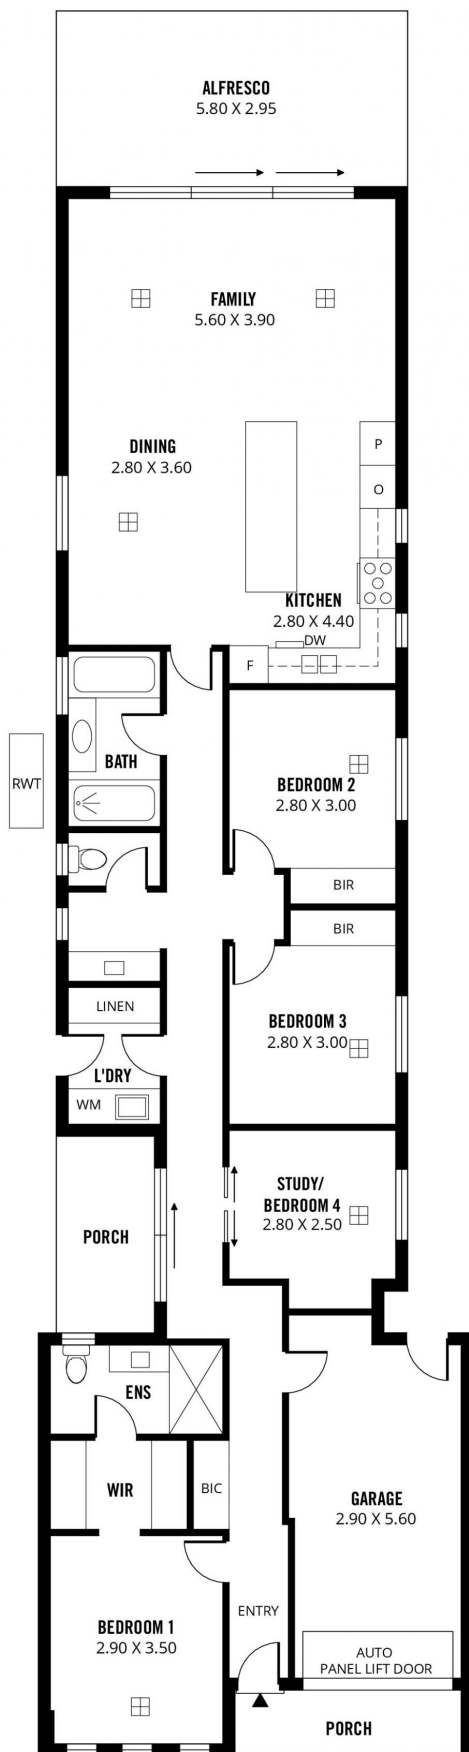 ALFRESCO
5.80 X 2.95
FAMILY
5.60 X 3.90
DINING
2.80 X 3.60
P
O
KITCHEN
2.80 X 4.40
DW
F
BATH
RWT
BEDROOM 2
2.80 X 3.00
BIR
BIR
LINEN
BEDROOM 3
2.80 X 3.00
L'DRY
WM
STUDY/
BEDROOM 4
2.80 X 2.50
PORCH
ENS
WIR
BIC
GARAGE
2.90 X 5.60
ENTRY
BEDROOM 1
2.90 X 3.50
AUTO
PANEL LIFT DOOR
PORCH